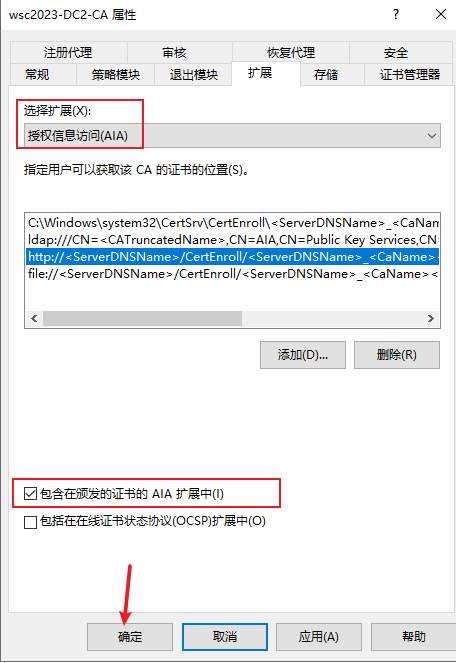 wsc2023-DC2-CA 属性
注册代理 审核 恢复代理 安全
常规 策略模块 退出模块 扩展 存储 证书管理器
选择扩展(X):
授权信息访问(AIA)
指定用户可以获取该 CA 的证书的位置(S)。
C:\Windows\system32\CertSrv\CertEnroll\<ServerDNSName>_<CaNam
ldap:///CN=<CATruncatedName>,CN=AIA,CN=Public Key Services,CN
http://<ServerDNSName>/CertEnroll/<ServerDNSName>_<CaName><
file://<ServerDNSName>/CertEnroll/<ServerDNSName>_<CaName><
添加(D)... 删除(R)
包含在颁发的证书的 AIA 扩展中(I)
包括在在线证书状态协议(OCSP)扩展中(O)
确定 取消 应用(A) 帮助